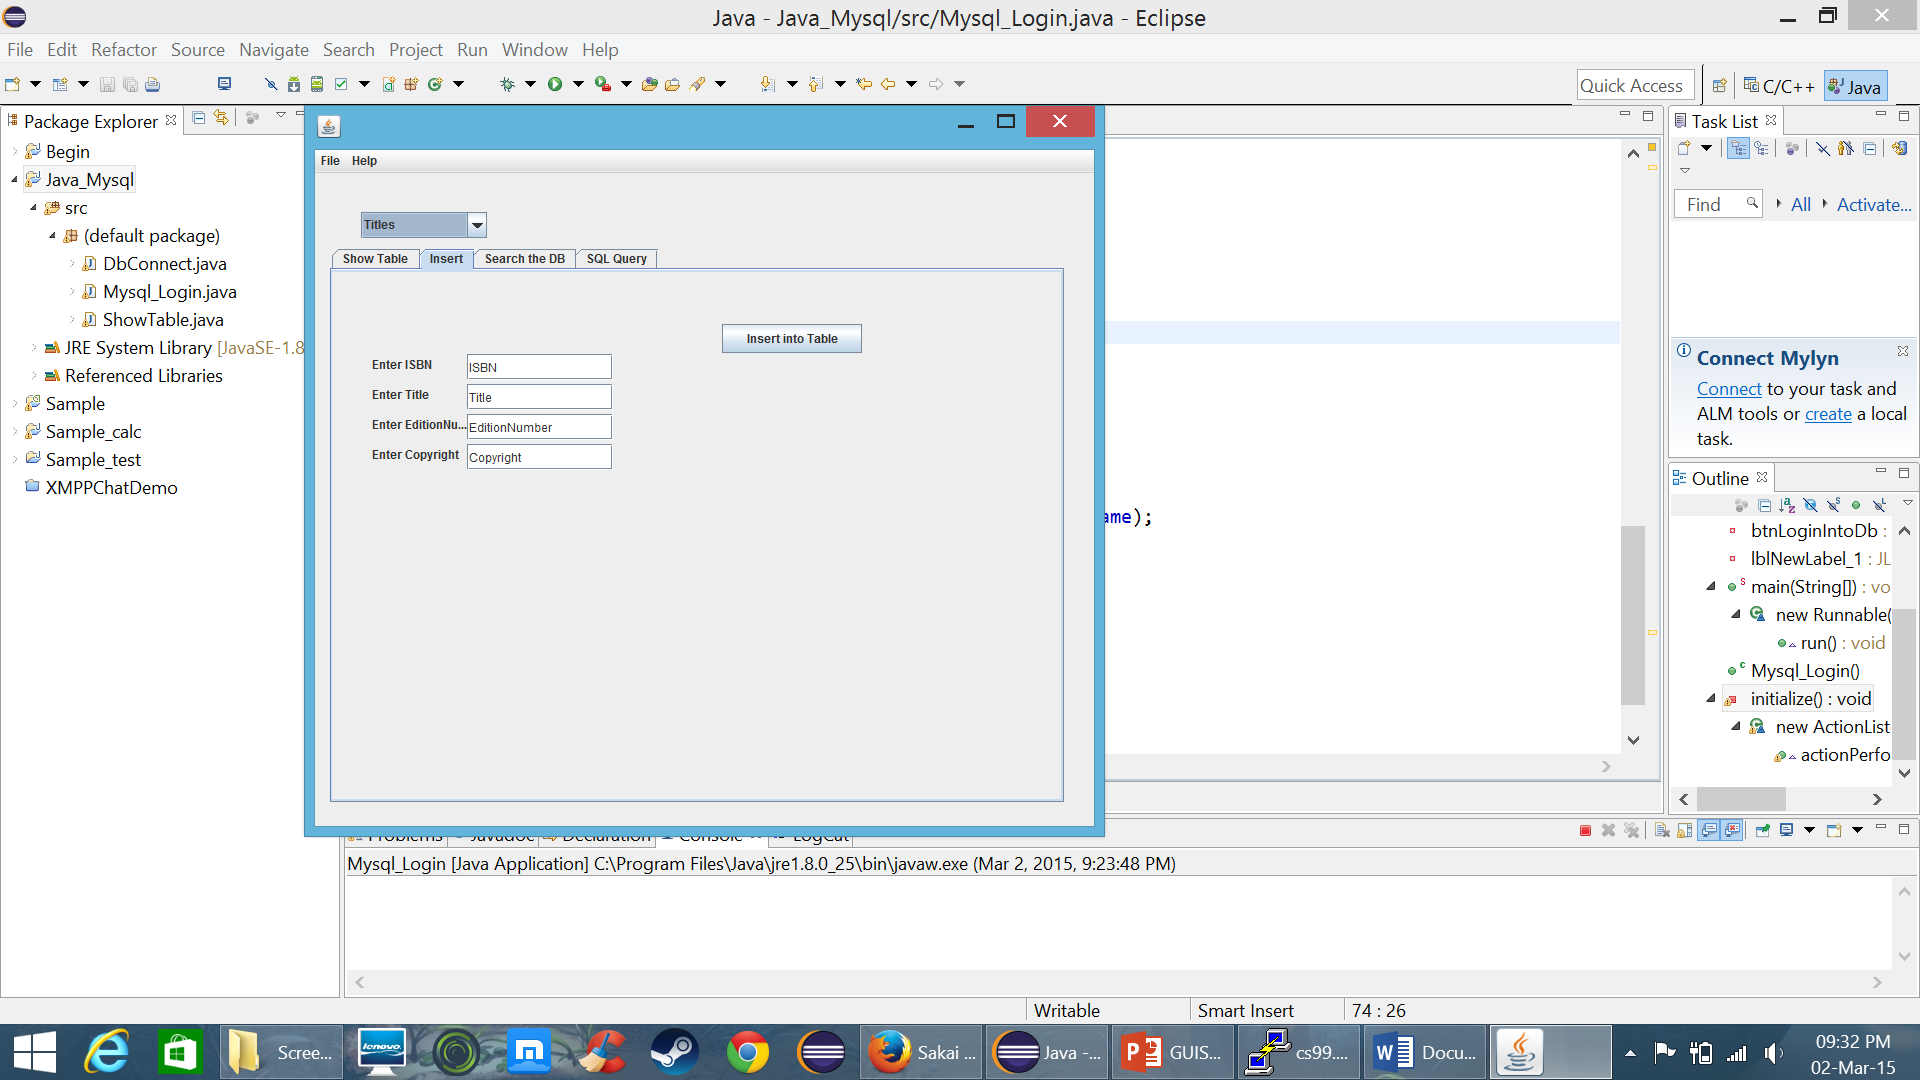 Java - Java_Mysql/src/Mysql_Login.java - Eclipse
File Edit Refactor Source Navigate Search Project Run Window Help
Quick Access
C/C++
Java
Package Explorer
Begin
Java_Mysql
src
(default package)
DbConnect.java
Mysql_Login.java
ShowTable.java
JRE System Library [JavaSE-1.8
Referenced Libraries
Sample
Sample_calc
Sample_test
XMPPChatDemo
File Help
Titles
Show Table Insert Search the DB SQL Query
Insert into Table
Enter ISBN ISBN
Enter Title Title
Enter EditionNu... EditionNumber
Enter Copyright Copyright
ame);
Task List
Find All Activate...
Connect Mylyn
Connect to your task and
ALM tools or create a local
task.
Outline
btnLoginIntoDb :
lblNewLabel_1 : JL
main(String[]) : vo
new Runnable(
run() : void
Mysql_Login()
initialize() : void
new ActionList
actionPerfo
Problems Javadoc Declaration Console LogCat
Mysql_Login [Java Application] C:\Program Files\Java\jre1.8.0_25\bin\javaw.exe (Mar 2, 2015, 9:23:48 PM)
Writable Smart Insert 74 : 26
Scree... lenovo Sakai ... Java -... GUIS... cs99.... Docu...
09:32 PM
02-Mar-15